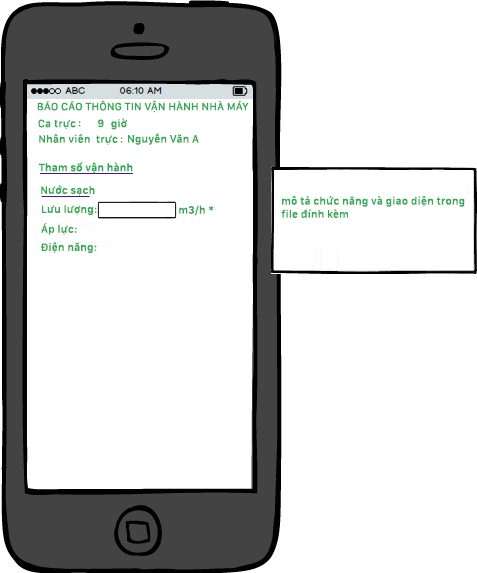 ABC 06:10 AM
BÁO CÁO THÔNG TIN VẬN HÀNH NHÀ MÁY
Ca trực : 9 giờ
Nhân viên trực : Nguyễn Văn A
Tham số vận hành
Nước sạch
Lưu lượng: m3/h *
Áp lực:
Điện năng:
mô tả chức năng và giao diện trong
file đính kèm